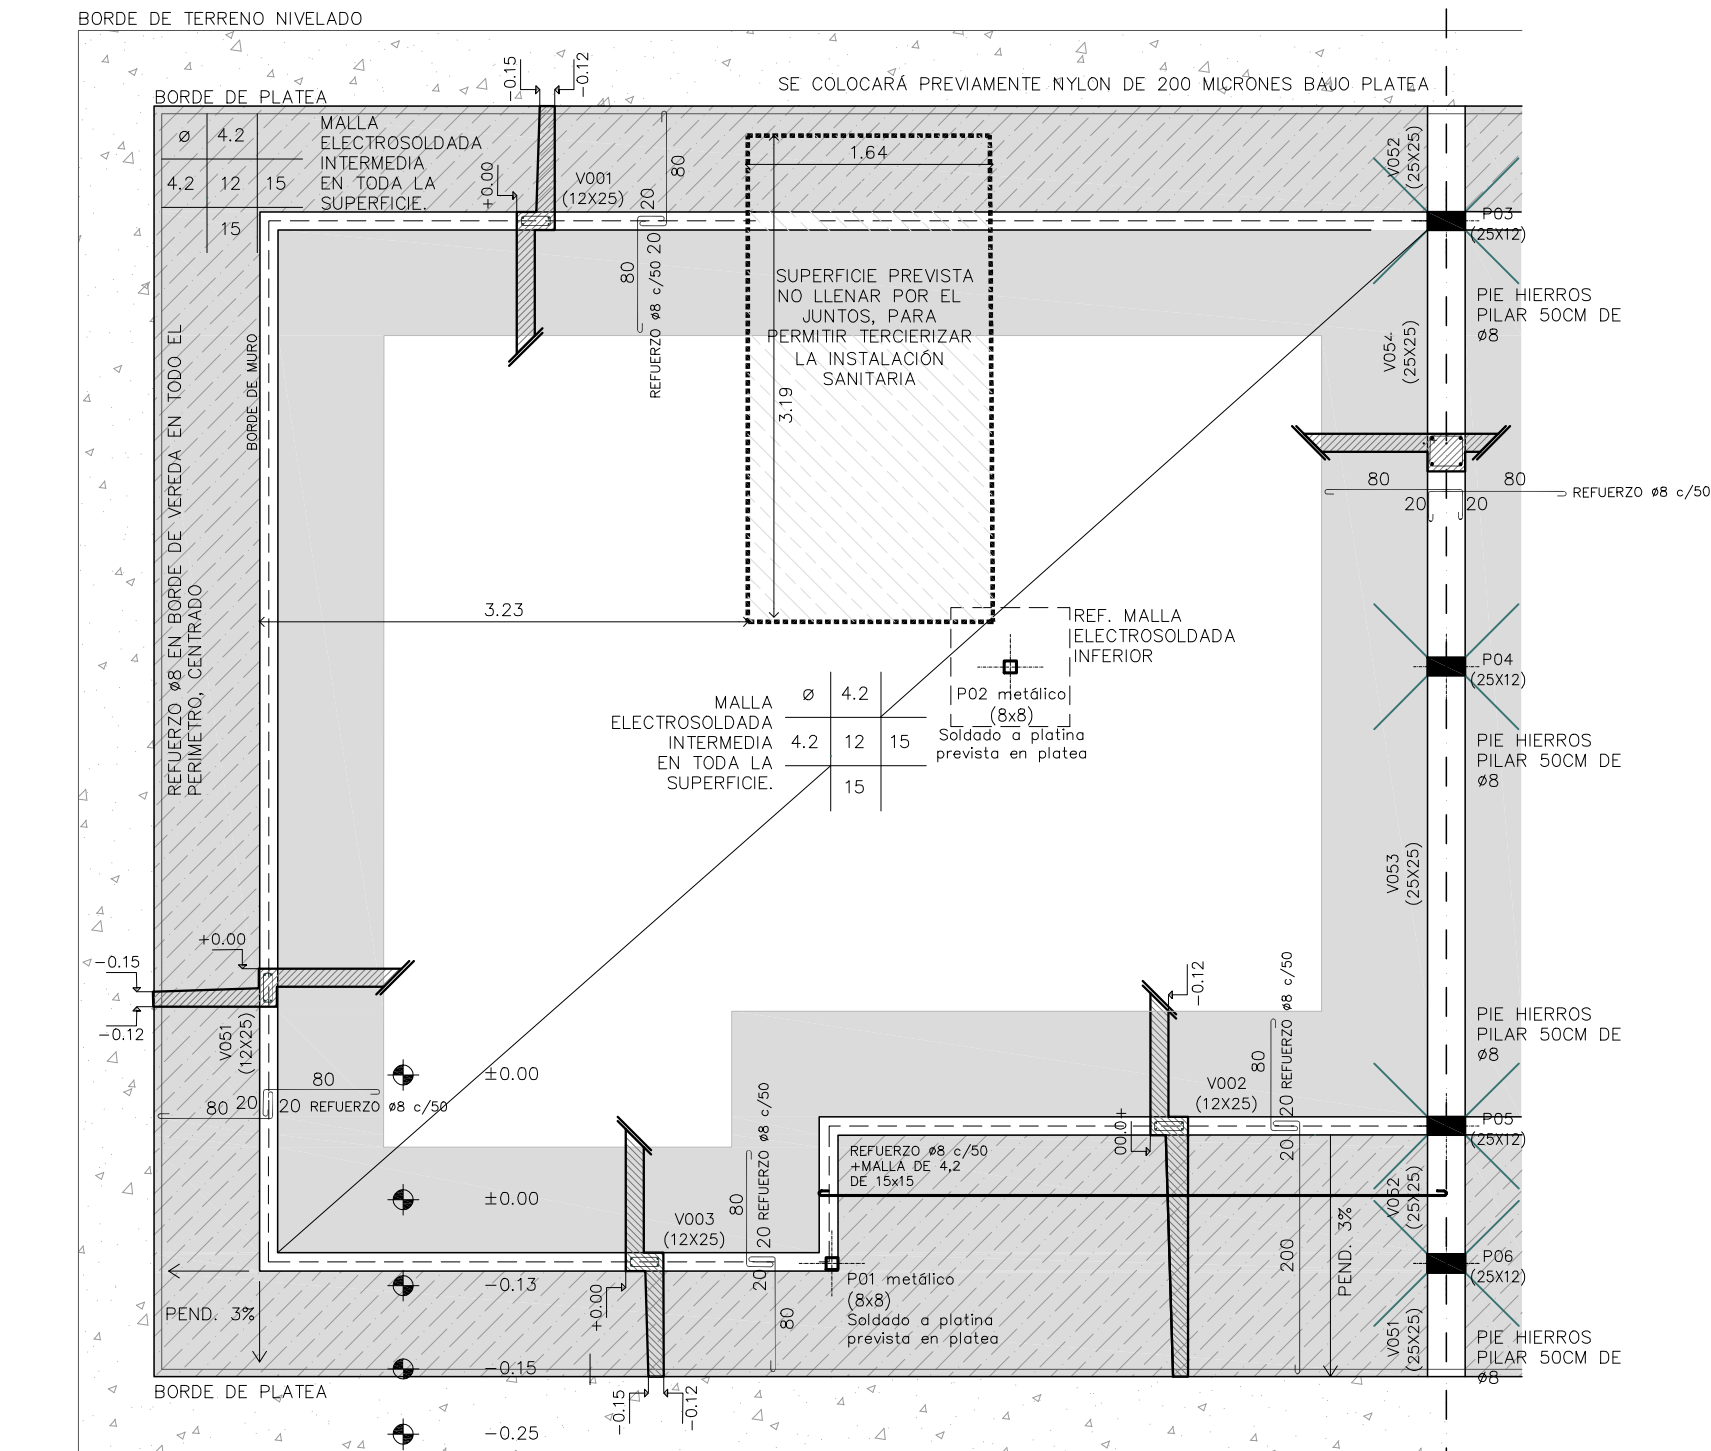 BORDE DE TERRENO NIVELADO
SE COLOCARÁ PREVIAMENTE NYLON DE 200 MICRONES BAJO PLATEA
BORDE DE PLATEA
-0.15
-0.12
ø 4.2
4.2 12 15
15
MALLA
ELECTROSOLDADA
INTERMEDIA
EN TODA LA
SUPERFICIE.
+0.00
V001
(12X25)
80
20
20
80
REFUERZO ø8 c/50
1.64
3.19
SUPERFICIE PREVISTA
NO LLENAR POR EL
JUNTOS, PARA
PERMITIR TERCIERIZAR
LA INSTALACIÓN
SANITARIA
V052
(25X25)
P03
(25X12)
PIE HIERROS
PILAR 50CM DE
ø8
V054
(25X25)
80
80
20
20
REFUERZO ø8 c/50
BORDE DE MURO
REFUERZO ø8 EN BORDE DE VEREDA EN TODO EL
PERIMETRO, CENTRADO
3.23
REF. MALLA
ELECTROSOLDADA
INFERIOR
P02 metálico
(8x8)
Soldado a platina
prevista en platea
MALLA
ELECTROSOLDADA
INTERMEDIA
EN TODA LA
SUPERFICIE.
ø 4.2
4.2 12 15
15
P04
(25X12)
PIE HIERROS
PILAR 50CM DE
ø8
V053
(25X25)
+0.00
-0.15
-0.12
V051
(12X25)
80
80
20
20
REFUERZO ø8 c/50
±0.00
±0.00
-0.13
-0.15
-0.25
-0.12
+0.00
V002
(12X25)
80
20
20
REFUERZO ø8 c/50
200
PIE HIERROS
PILAR 50CM DE
ø8
P05
(25X12)
REFUERZO ø8 c/50
+MALLA DE 4,2
DE 15x15
V052
(25X25)
PEND. 3%
P06
(25X12)
V003
(12X25)
80
20
20
REFUERZO ø8 c/50
80
+0.00
P01 metálico
(8x8)
Soldado a platina
prevista en platea
PEND. 3%
V051
(25X25)
PIE HIERROS
PILAR 50CM DE
ø8
BORDE DE PLATEA
-0.15
-0.12